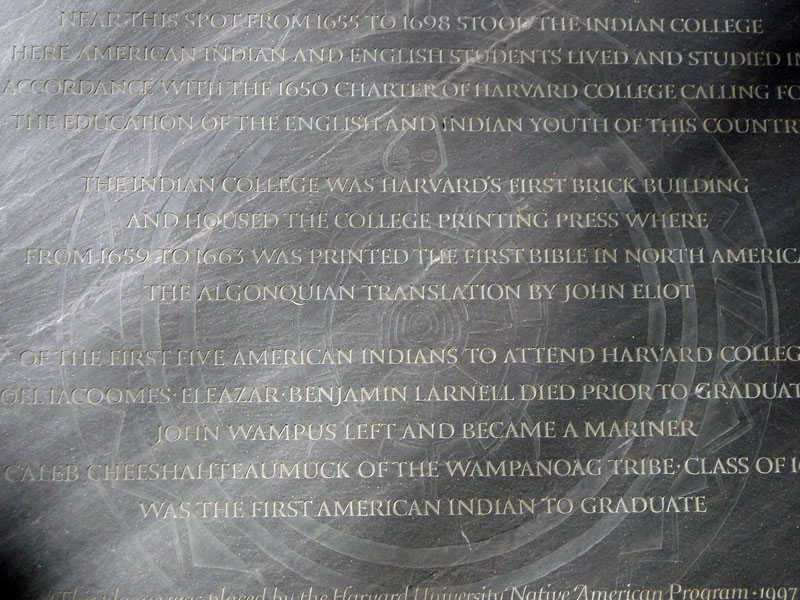 NEAR THIS SPOT FROM 1655 TO 1698 STOOD THE INDIAN COLLEGE
HERE AMERICAN INDIAN AND ENGLISH STUDENTS LIVED AND STUDIED IN
ACCORDANCE WITH THE 1650 CHARTER OF HARVARD COLLEGE CALLING FO
THE EDUCATION OF THE ENGLISH AND INDIAN YOUTH OF THIS COUNTR
THE INDIAN COLLEGE WAS HARVARD'S FIRST BRICK BUILDING
AND HOUSED THE COLLEGE PRINTING PRESS WHERE
FROM 1659 TO 1663 WAS PRINTED THE FIRST BIBLE IN NORTH AMERICA
THE ALGONQUIAN TRANSLATION BY JOHN ELIOT
OF THE FIRST FIVE AMERICAN INDIANS TO ATTEND HARVARD COLLEG
OEL IACOOMES · ELEAZAR · BENJAMIN LARNELL DIED PRIOR TO GRADUAT
JOHN WAMPUS LEFT AND BECAME A MARINER
CALEB CHEESHAHTEAUMUCK OF THE WAMPANOAG TRIBE · CLASS OF 16
WAS THE FIRST AMERICAN INDIAN TO GRADUATE
This plaque was placed by the Harvard University Native American Program · 1997